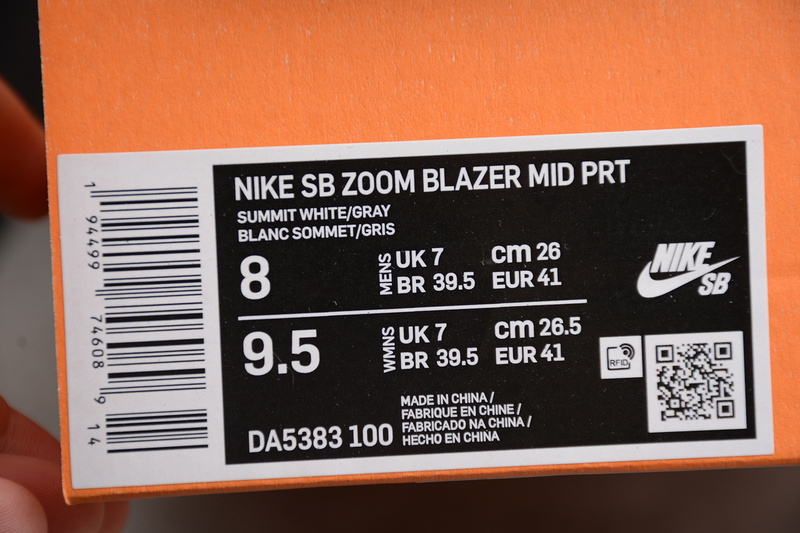 NIKE SB ZOOM BLAZER MID PRT
SUMMIT WHITE/GRAY
BLANC SOMMET/GRIS
8
MENS
UK 7
cm 26
BR 39.5
EUR 41
9.5
WMNS
UK 7
cm 26.5
BR 39.5
EUR 41
DA5383 100
MADE IN CHINA /
FABRIQUE EN CHINE /
FABRICADO NA CHINA /
HECHO EN CHINA
NIKE
SB
RFID
1 94499 74608 9 14